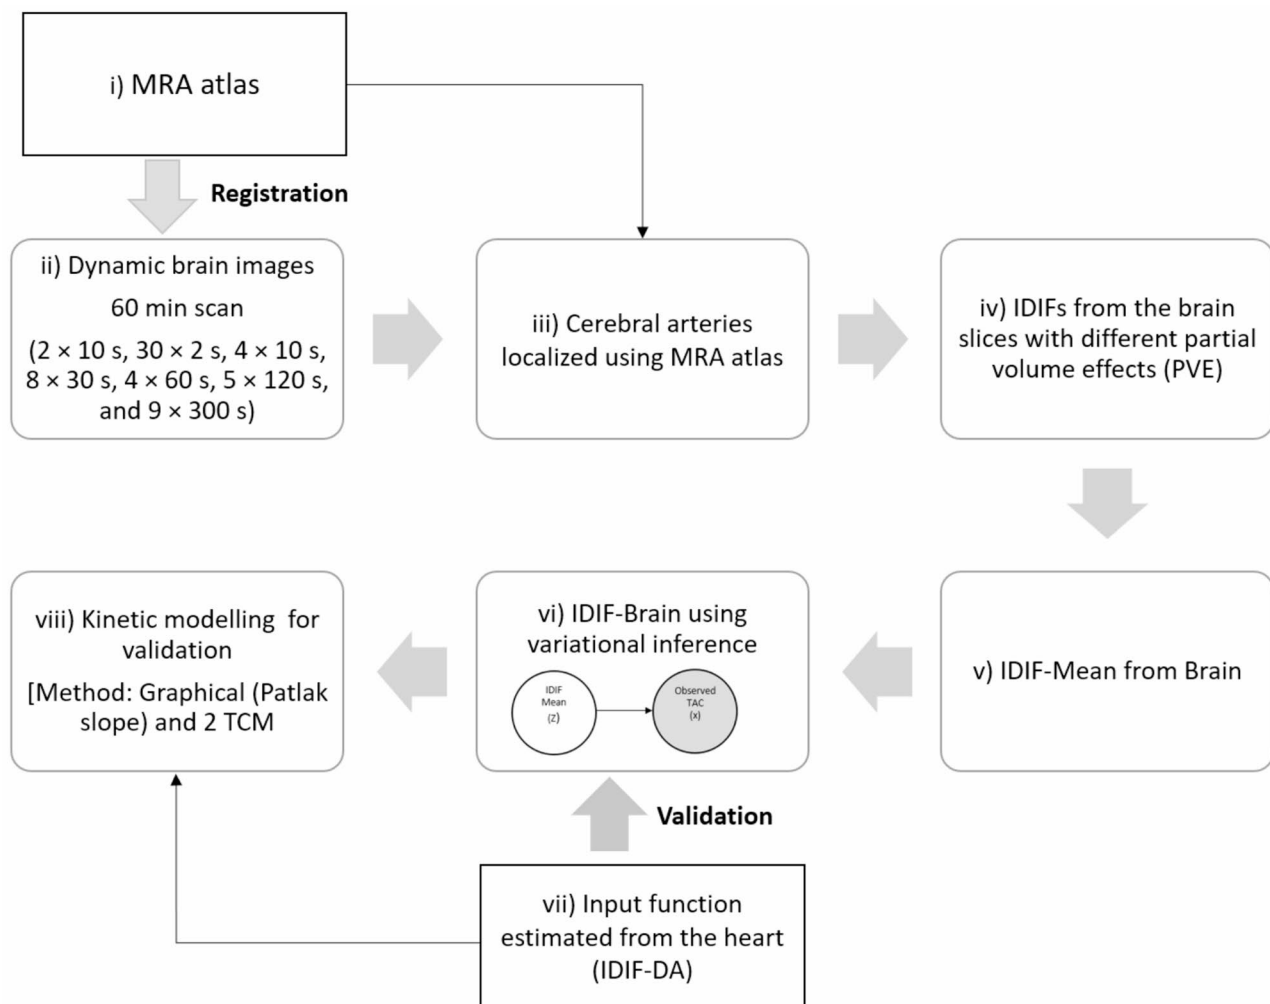 i) MRA atlas
Registration
ii) Dynamic brain images
60 min scan
(2 × 10 s, 30 × 2 s, 4 × 10 s,
8 × 30 s, 4 × 60 s, 5 × 120 s,
and 9 × 300 s)
iii) Cerebral arteries
localized using MRA atlas
iv) IDIFs from the brain
slices with different partial
volume effects (PVE)
v) IDIF-Mean from Brain
vi) IDIF-Brain using
variational inference
IDIF
Mean
(Z)
Observed
TAC
(x)
viii) Kinetic modelling for
validation
[Method: Graphical (Patlak
slope) and 2 TCM
Validation
vii) Input function
estimated from the heart
(IDIF-DA)